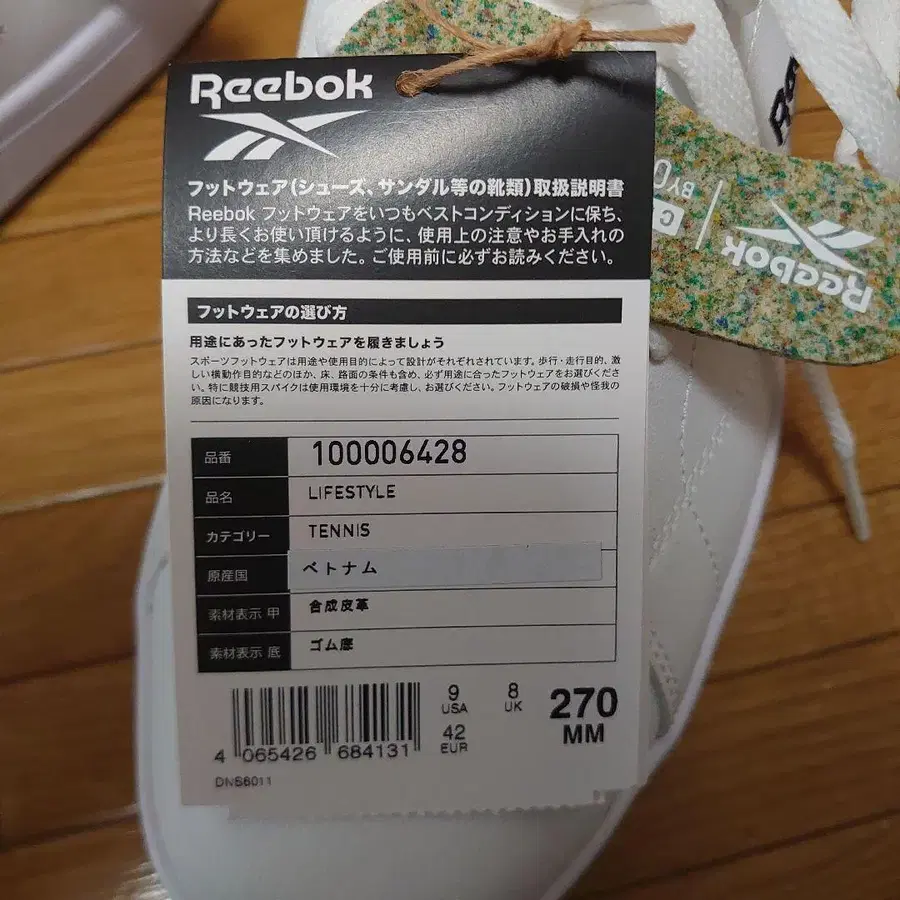 Reebok
フットウェア(シューズ、サンダル等の靴類)取扱説明書
Reebok フットウェアをいつもベストコンディションに保ち、
より長くお使い頂けるように、使用上の注意やお手入れの
方法などを集めました。ご使用前に必ずお読みください。
フットウェアの選び方
用途にあったフットウェアを履きましょう
スポーツフットウェアは用途や使用目的によって設計がそれぞれされています。歩行・走行目的、激
しい横動作目的などのほか、床、路面の条件も含め、必ず用途に合ったフットウェアをお選びくださ
い。特に競技用スパイクは使用環境を十分に考慮し、お選びください。フットウェアの破損や怪我の
原因になります。
品番 100006428
品名 LIFESTYLE
カテゴリー TENNIS
原産国 ベトナム
素材表示 甲 合成皮革
素材表示 底 ゴム底
9 USA 8 UK 270 MM
42 EUR
4 065426 684131
DNS6011
Reebok
BY